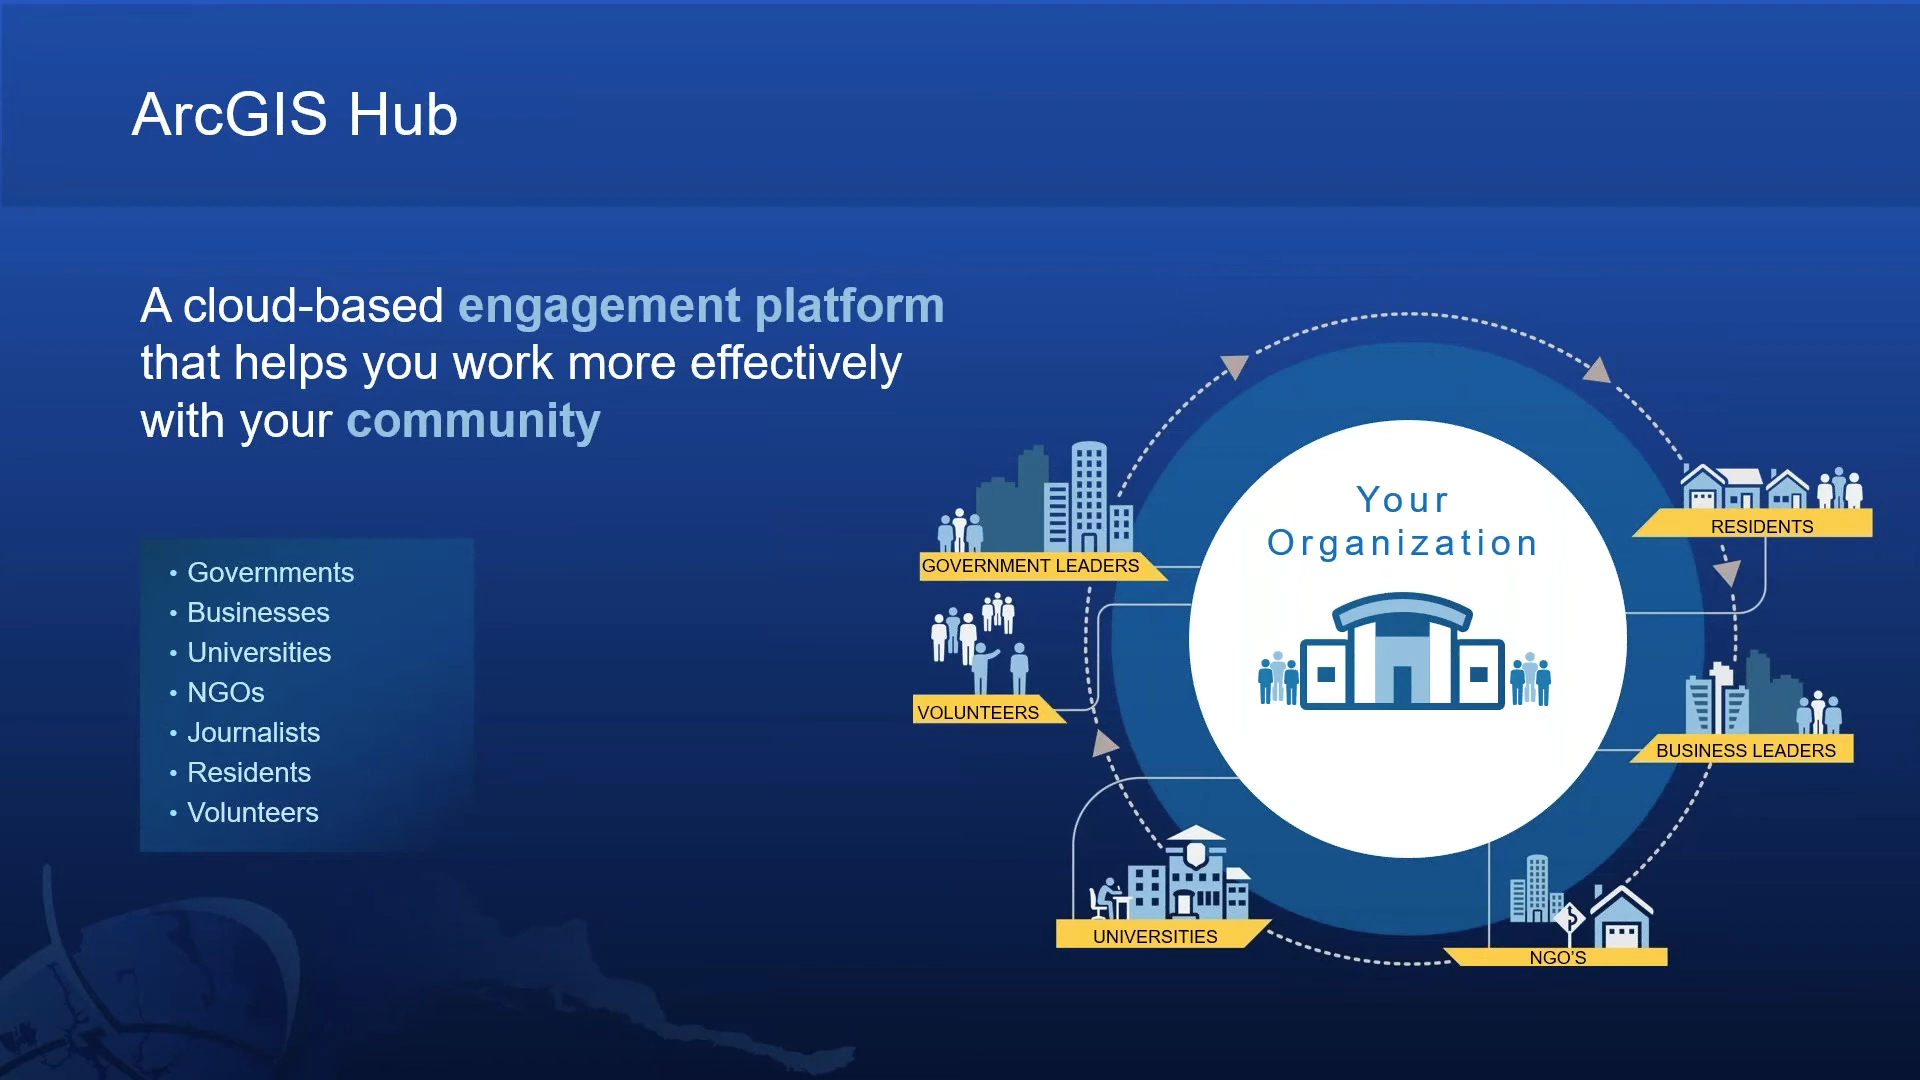 ArcGIS Hub
A cloud-based engagement platform
that helps you work more effectively
with your community
• Governments
• Businesses
• Universities
• NGOs
• Journalists
• Residents
• Volunteers
Your
Organization
GOVERNMENT LEADERS
RESIDENTS
VOLUNTEERS
BUSINESS LEADERS
UNIVERSITIES
NGO'S